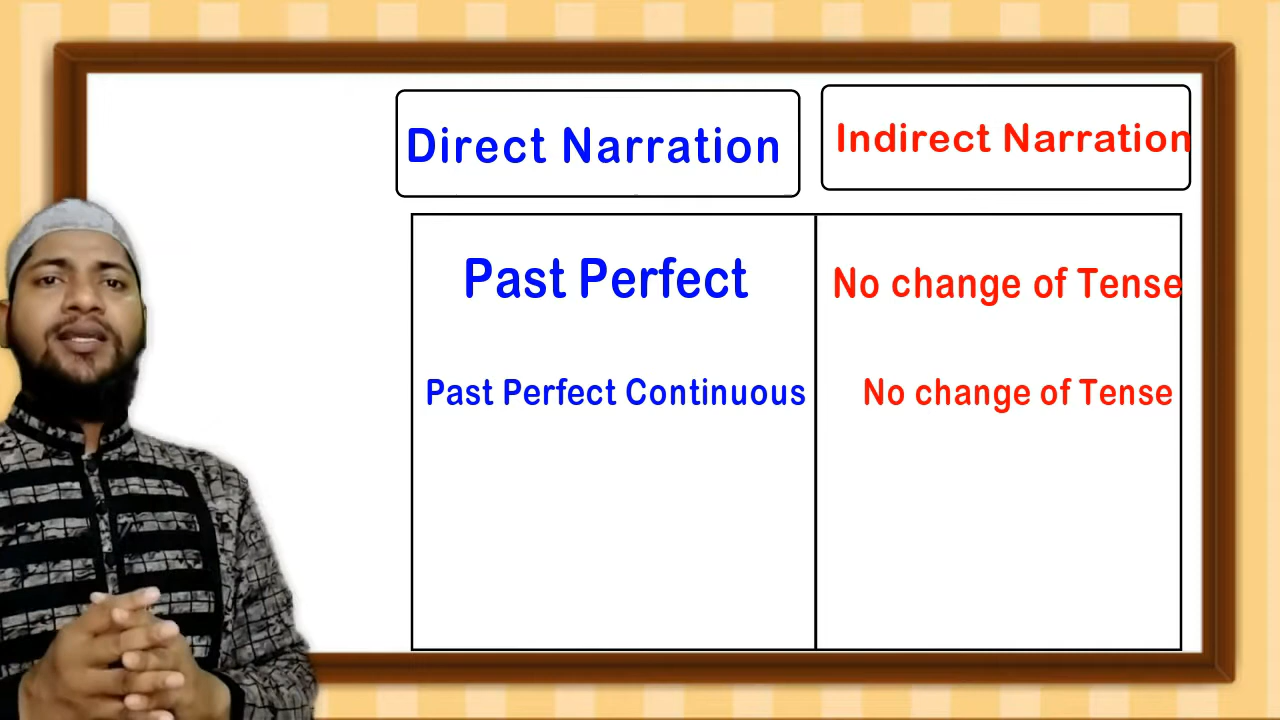 Direct Narration
Indirect Narration
Past Perfect
No change of Tense
Past Perfect Continuous
No change of Tense